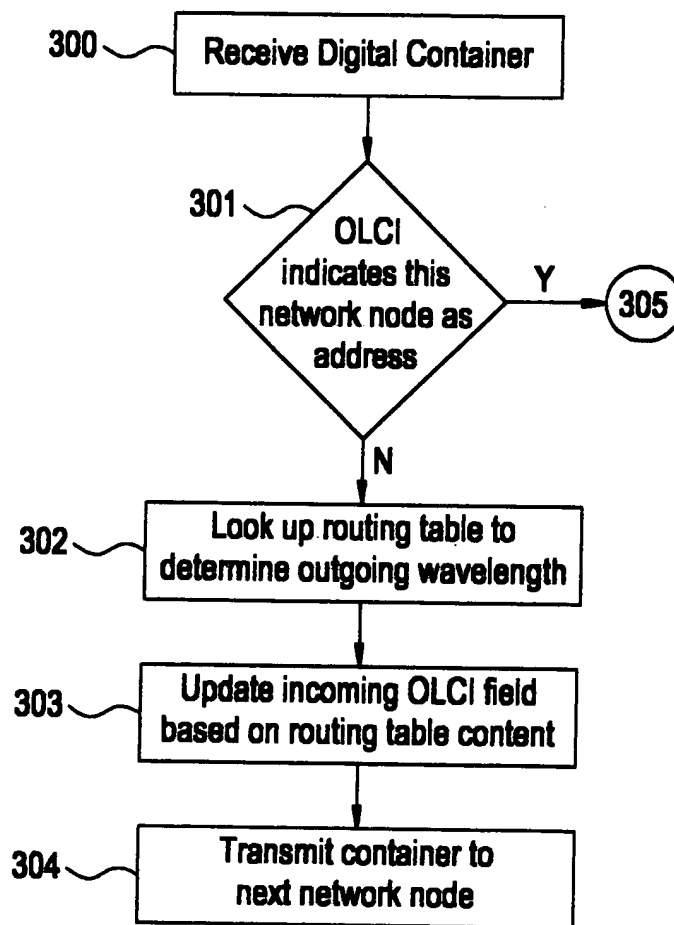 300
Receive Digital Container
301
OLCI
indicates this
network node as
address
Y
305
N
302
Look up routing table to
determine outgoing wavelength
303
Update incoming OLCI field
based on routing table content
304
Transmit container to
next network node